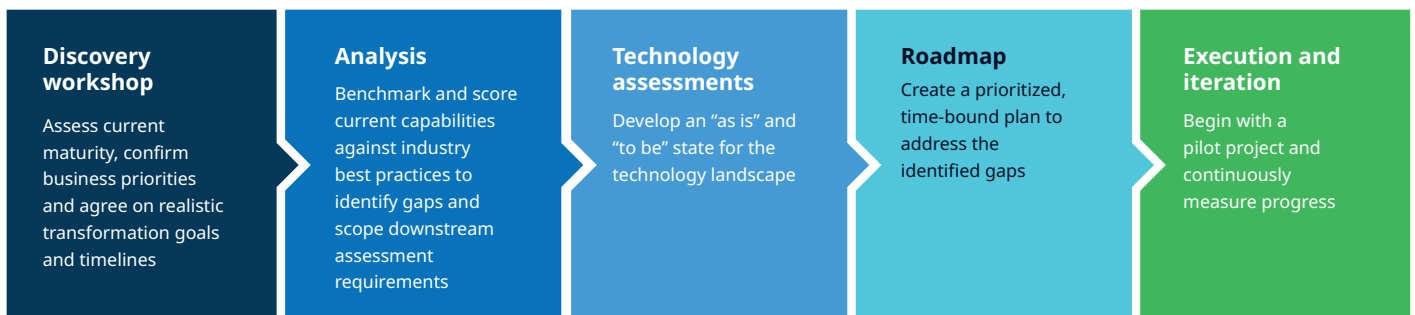 Discovery
workshop
Assess current
maturity, confirm
business priorities
and agree on realistic
transformation goals
and timelines
Analysis
Benchmark and score
current capabilities
against industry
best practices to
identify gaps and
scope downstream
assessment
requirements
Technology
assessments
Develop an “as is” and
“to be” state for the
technology landscape
Roadmap
Create a prioritized,
time-bound plan to
address the
identified gaps
Execution and
iteration
Begin with a
pilot project and
continuously
measure progress